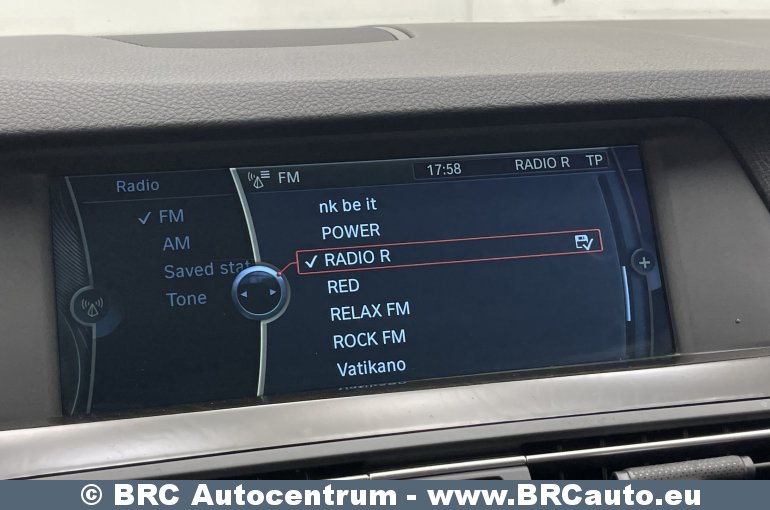 Radio
FM
AM
Saved stat
Tone
FM 17:58 RADIO R TP
nk be it
POWER
RADIO R
RED
RELAX FM
ROCK FM
Vatikano
© BRC Autocentrum - www.BRCauto.eu